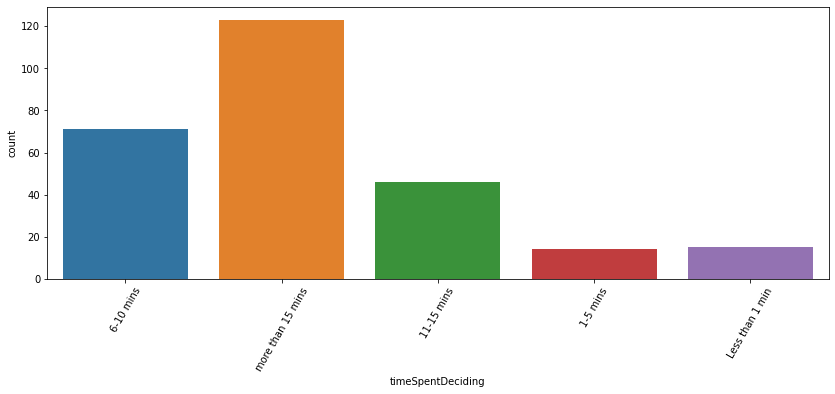 120
100
80
60
40
20
0
count
6-10 mins
more than 15 mins
11-15 mins
1-5 mins
Less than 1 min
timeSpentDeciding